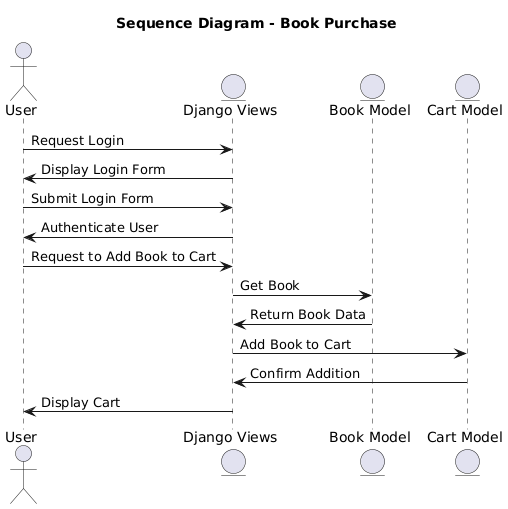 Sequence Diagram - Book Purchase
User
Django Views
Book Model
Cart Model
Request Login
Display Login Form
Submit Login Form
Authenticate User
Request to Add Book to Cart
Get Book
Return Book Data
Add Book to Cart
Confirm Addition
Display Cart
User
Django Views
Book Model
Cart Model